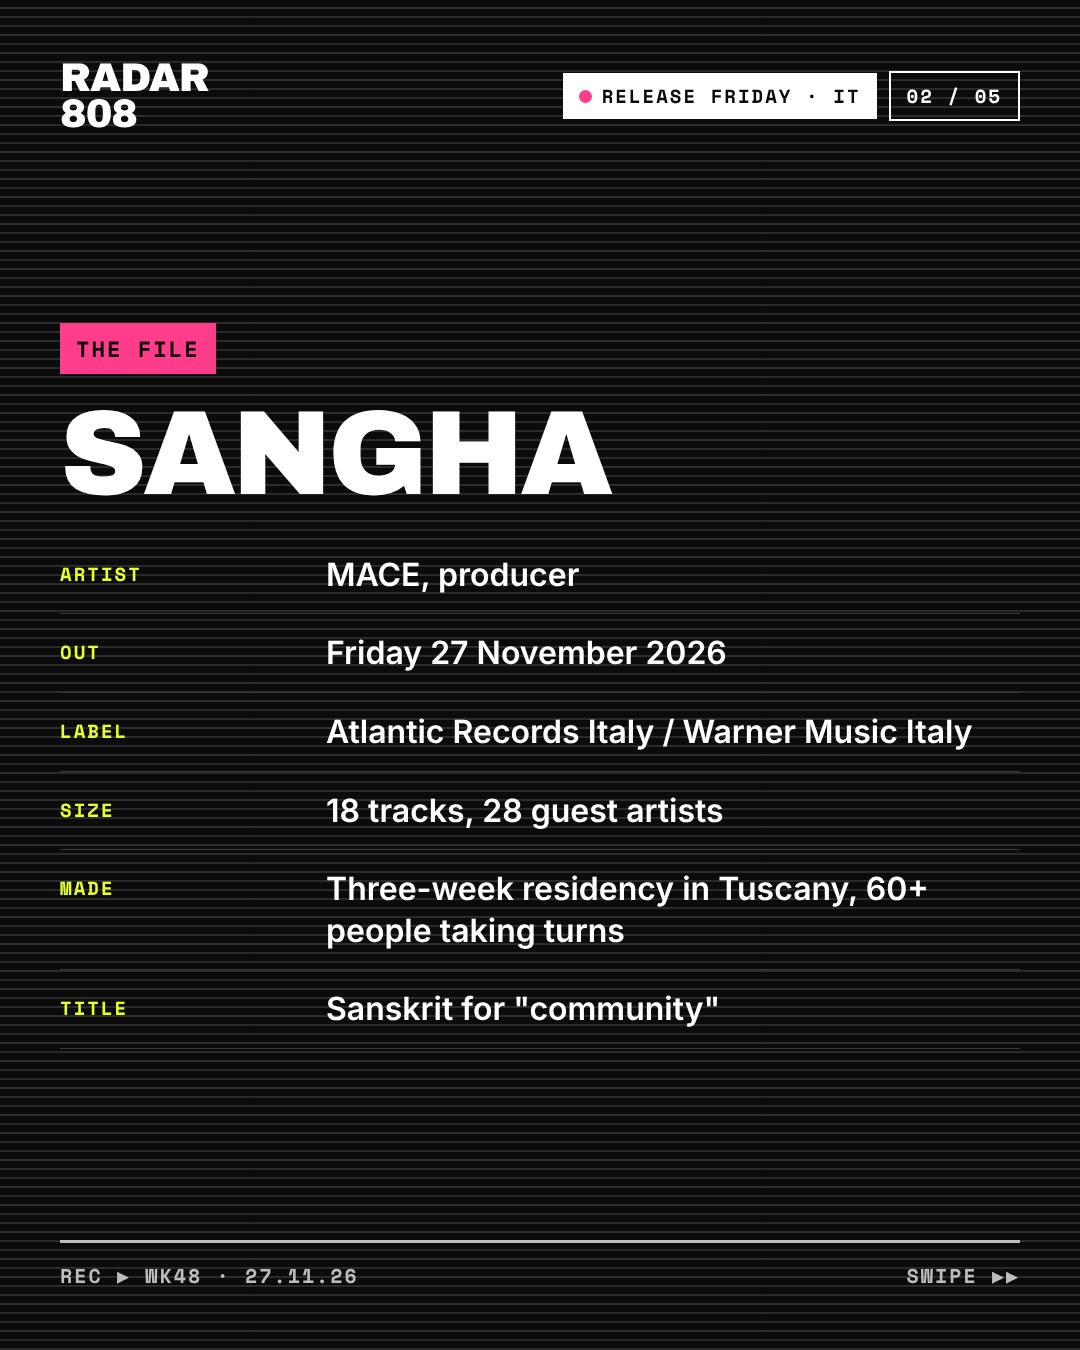 RADAR
808
RELEASE FRIDAY · IT
02 / 05
THE FILE
SANGHA
ARTIST MACE, producer
OUT Friday 27 November 2026
LABEL Atlantic Records Italy / Warner Music Italy
SIZE 18 tracks, 28 guest artists
MADE Three-week residency in Tuscany, 60+
people taking turns
TITLE Sanskrit for "community"
REC ▶ WK48 · 27.11.26
SWIPE ▶▶